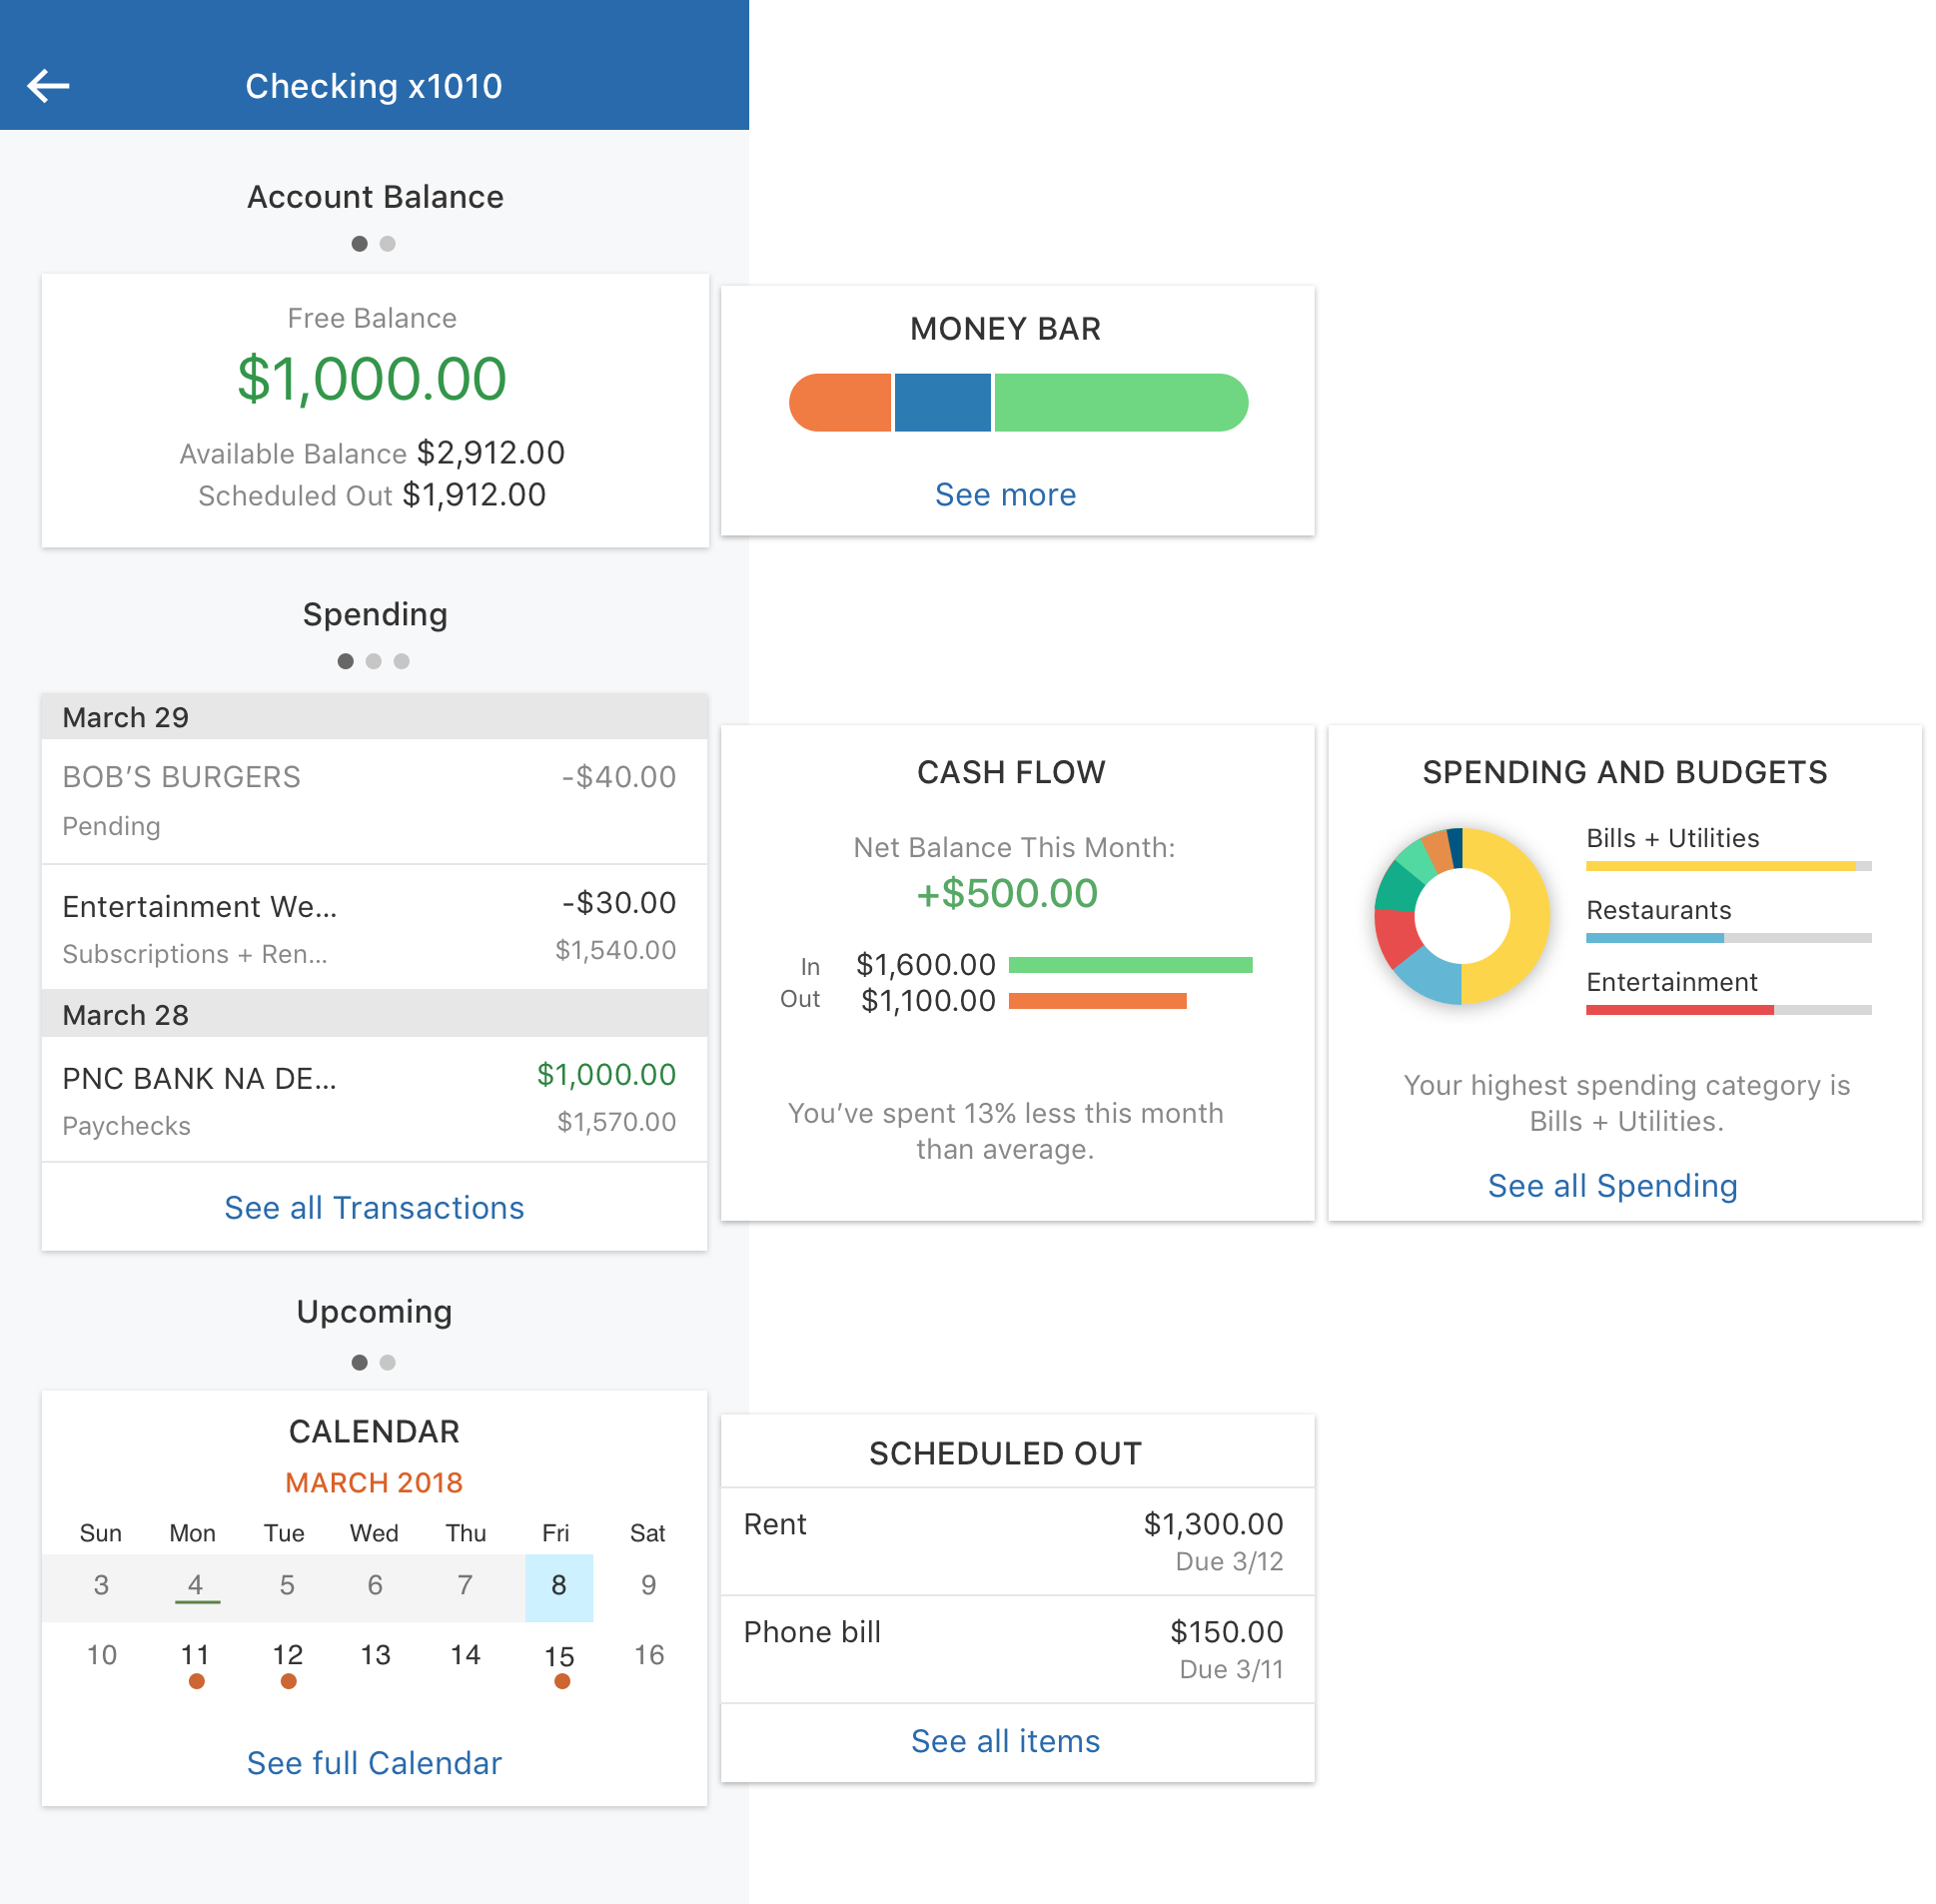 Checking x1010
Account Balance
Free Balance
$1,000.00
Available Balance $2,912.00
Scheduled Out $1,912.00
MONEY BAR
See more
Spending
March 29
BOB’S BURGERS -$40.00
Pending
Entertainment We... -$30.00
Subscriptions + Ren... $1,540.00
March 28
PNC BANK NA DE... $1,000.00
Paychecks $1,570.00
See all Transactions
CASH FLOW
Net Balance This Month:
+$500.00
In $1,600.00
Out $1,100.00
You’ve spent 13% less this month
than average.
SPENDING AND BUDGETS
Bills + Utilities
Restaurants
Entertainment
Your highest spending category is
Bills + Utilities.
See all Spending
Upcoming
CALENDAR
MARCH 2018
Sun Mon Tue Wed Thu Fri Sat
3 4 5 6 7 8 9
10 11 12 13 14 15 16
See full Calendar
SCHEDULED OUT
Rent $1,300.00
Due 3/12
Phone bill $150.00
Due 3/11
See all items